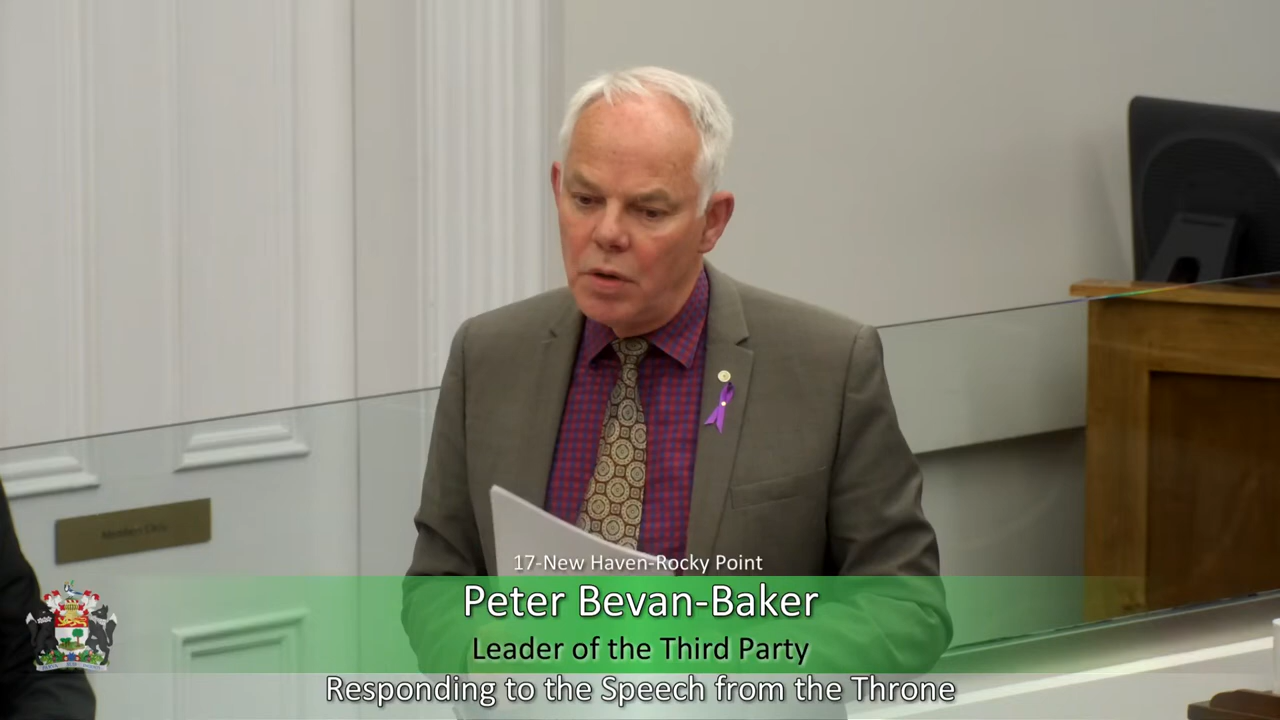 17-New Haven-Rocky Point
Peter Bevan-Baker
Leader of the Third Party
Responding to the Speech from the Throne